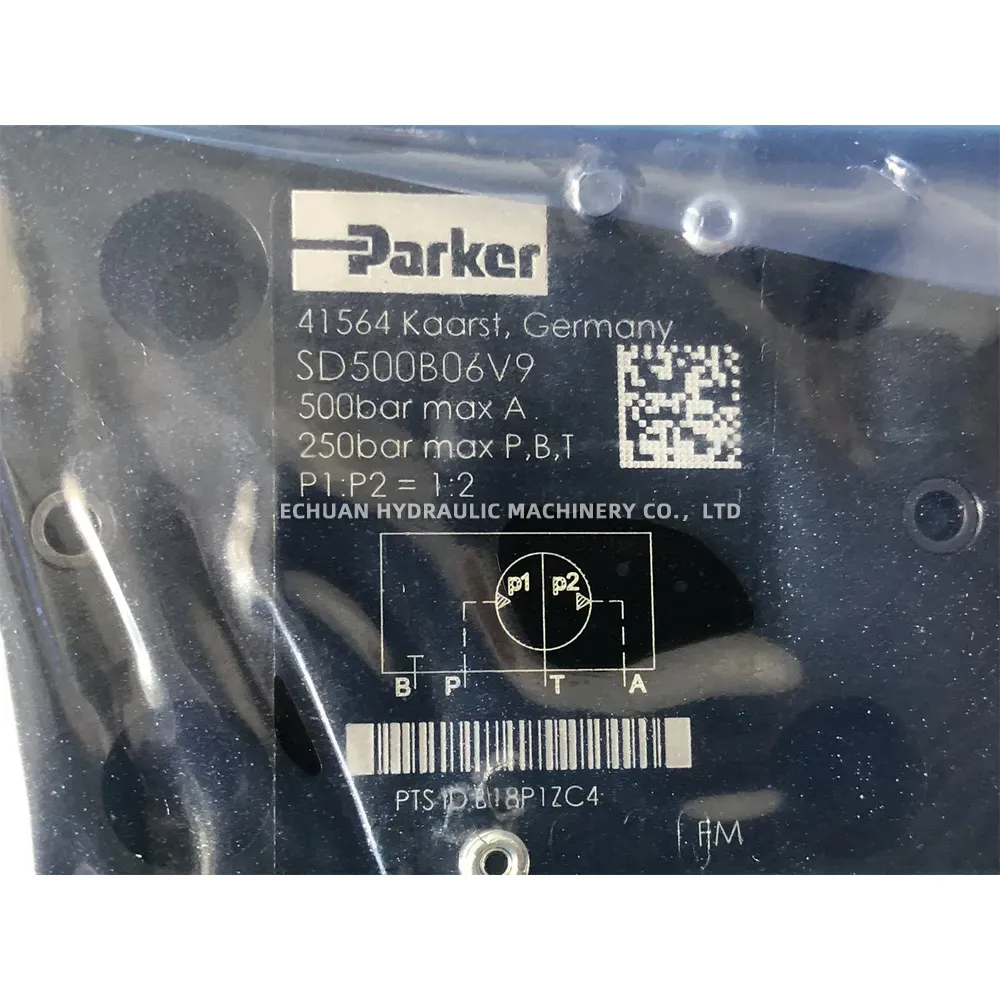 Parker
41564 Kaarst, Germany
SD500B06V9
500bar max A
250bar max P,B,T
P1:P2 = 1:2
ECHUAN HYDRAULIC MACHINERY CO., LTD
p1 p2
B P T A
FM